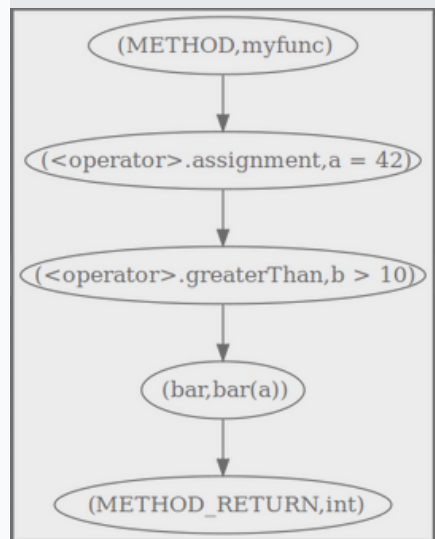 (METHOD,myfunc)
(<operator>.assignment,a = 42)
(<operator>.greaterThan,b > 10)
(bar,bar(a))
(METHOD_RETURN,int)